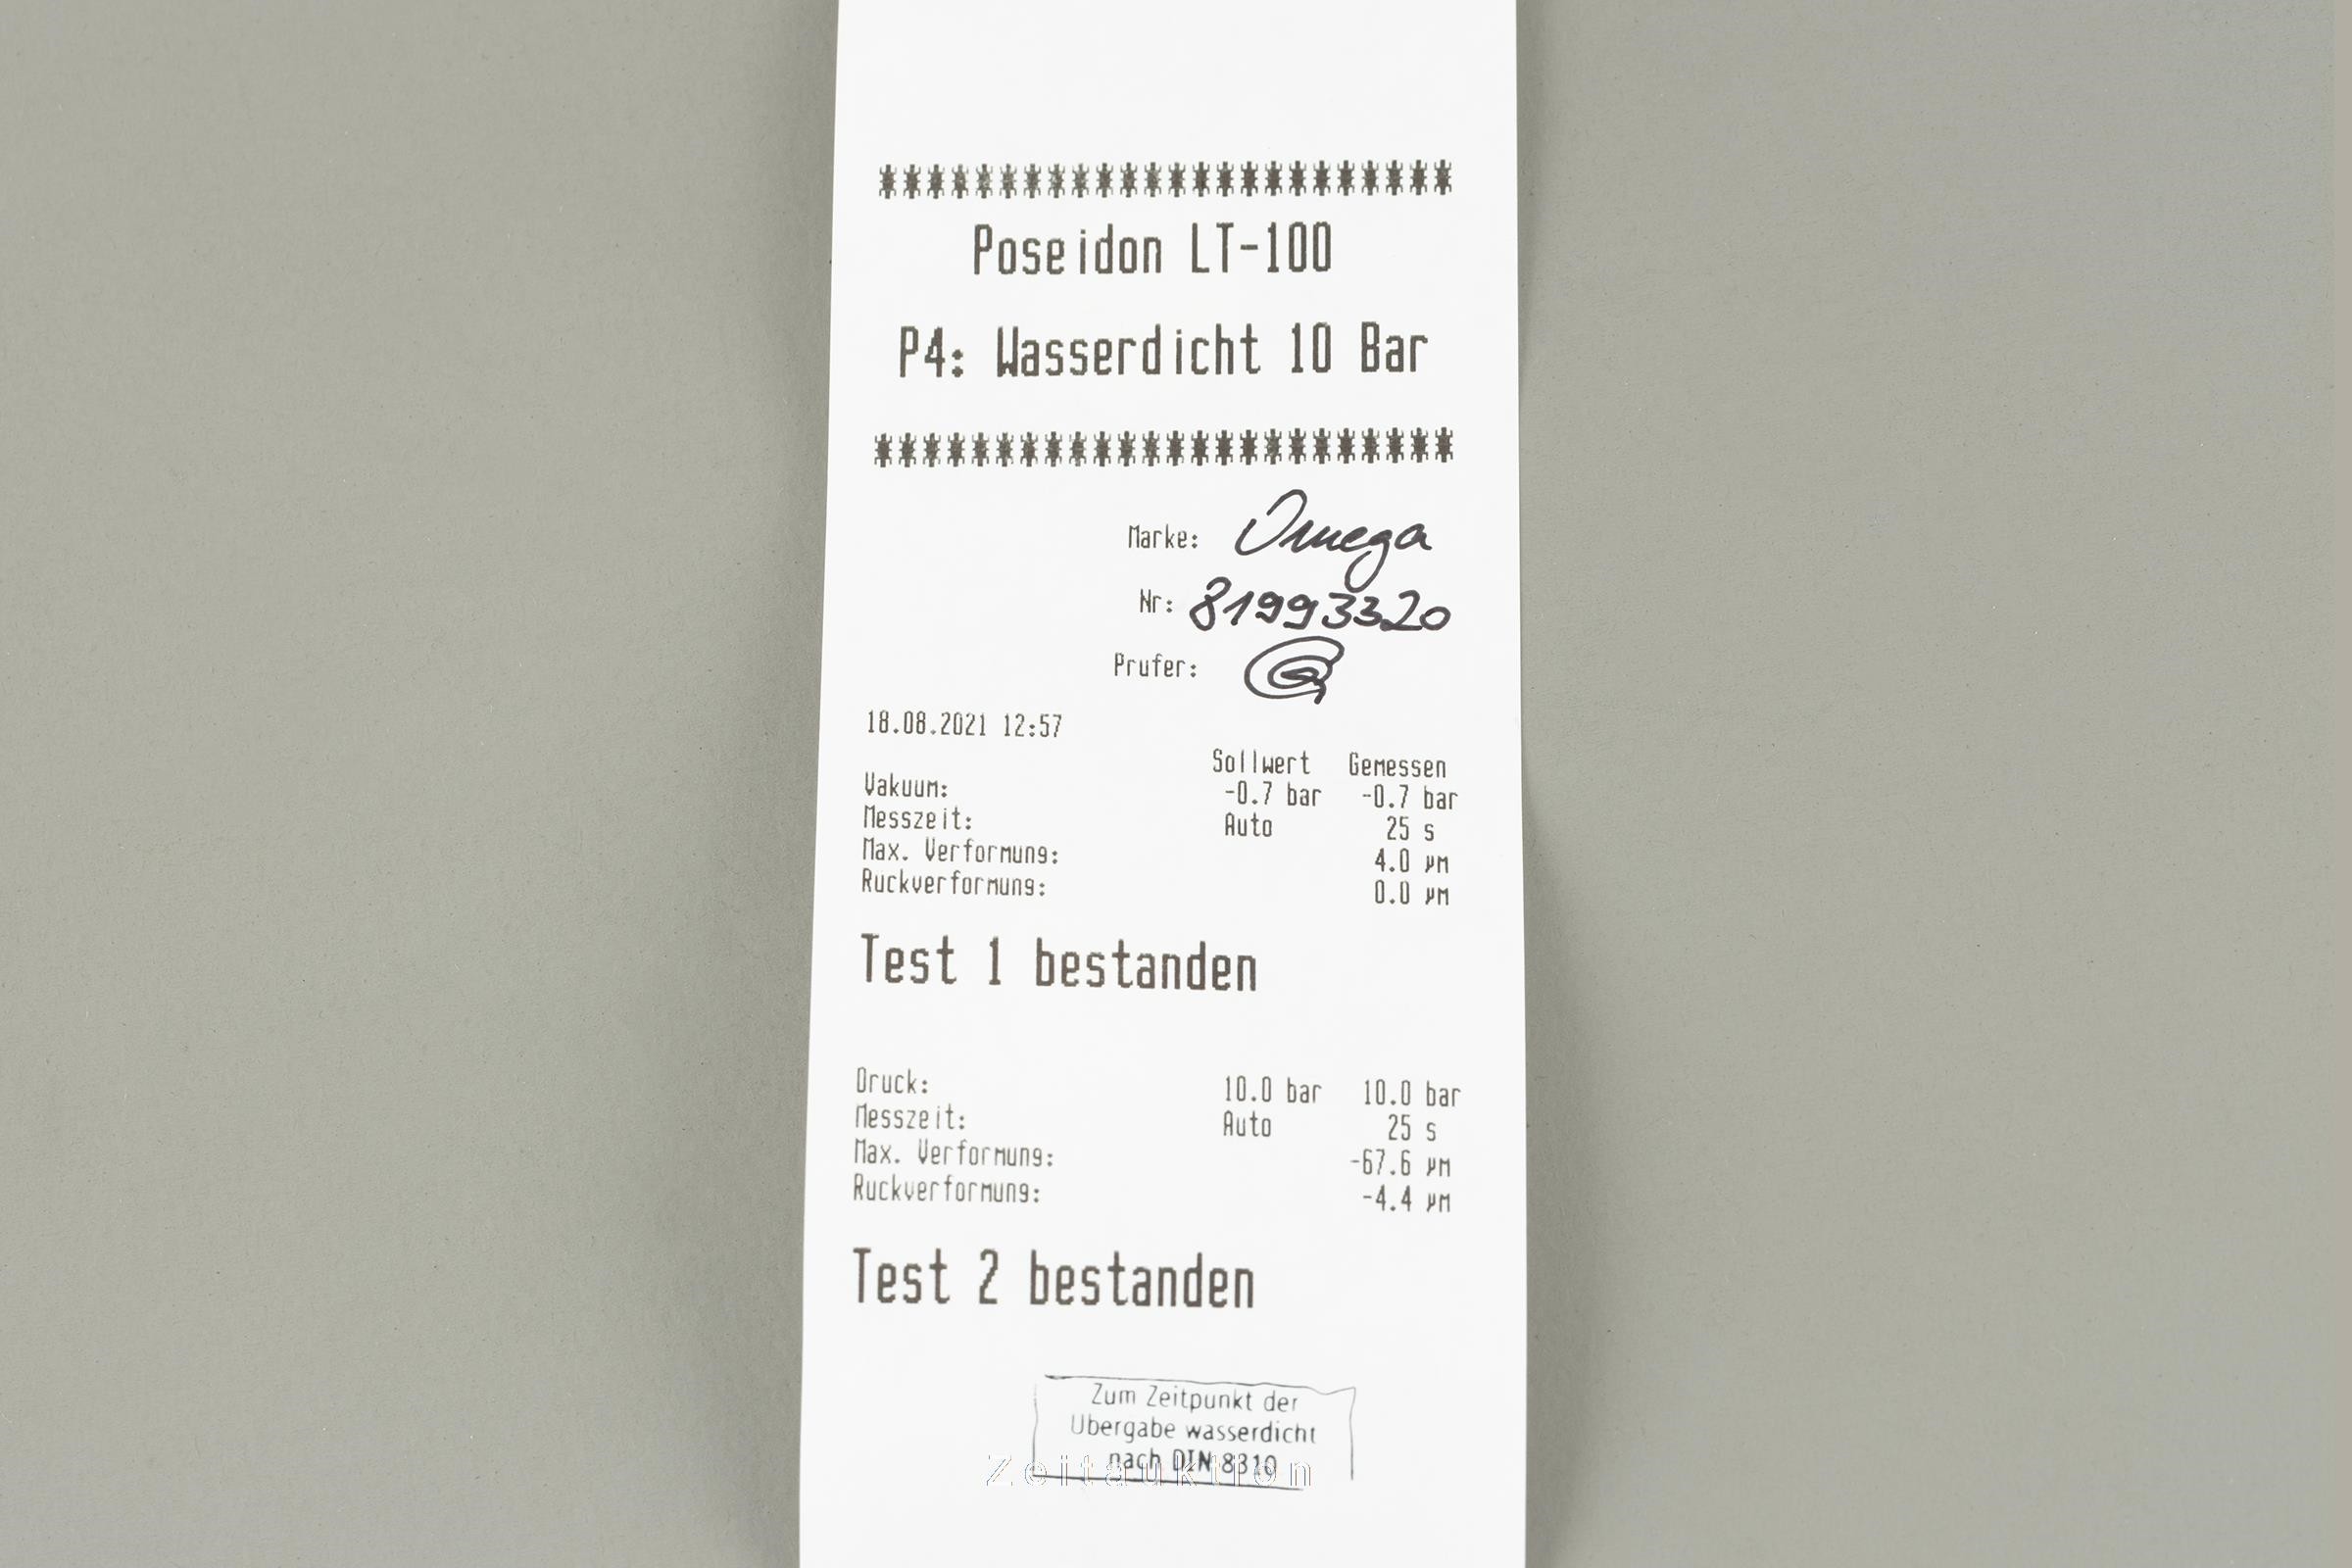 ************************
Poseidon LT-100
P4: Wasserdicht 10 Bar
************************
Marke: Omega
Nr: 81993320
Prufer:
18.08.2021 12:57
Sollwert Gemessen
Vakuum: -0.7 bar -0.7 bar
Messzeit: Auto 25 s
Max. Verformung: 4.0 µm
Ruckverformung: 0.0 µm
Test 1 bestanden
Druck: 10.0 bar 10.0 bar
Messzeit: Auto 25 s
Max. Verformung: -67.6 µm
Ruckverformung: -4.4 µm
Test 2 bestanden
Zum Zeitpunkt der
Übergabe wasserdicht
nach DIN 8310
Zeitauktion